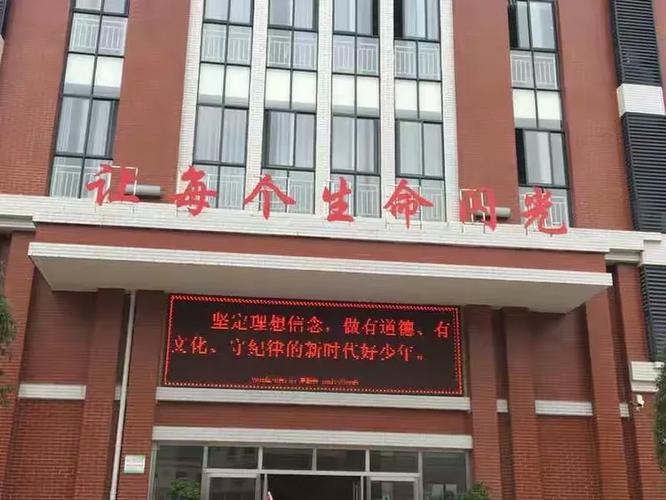 让每个生命闪光
坚定理想信念，做有道德、有
文化、守纪律的新时代好少年。